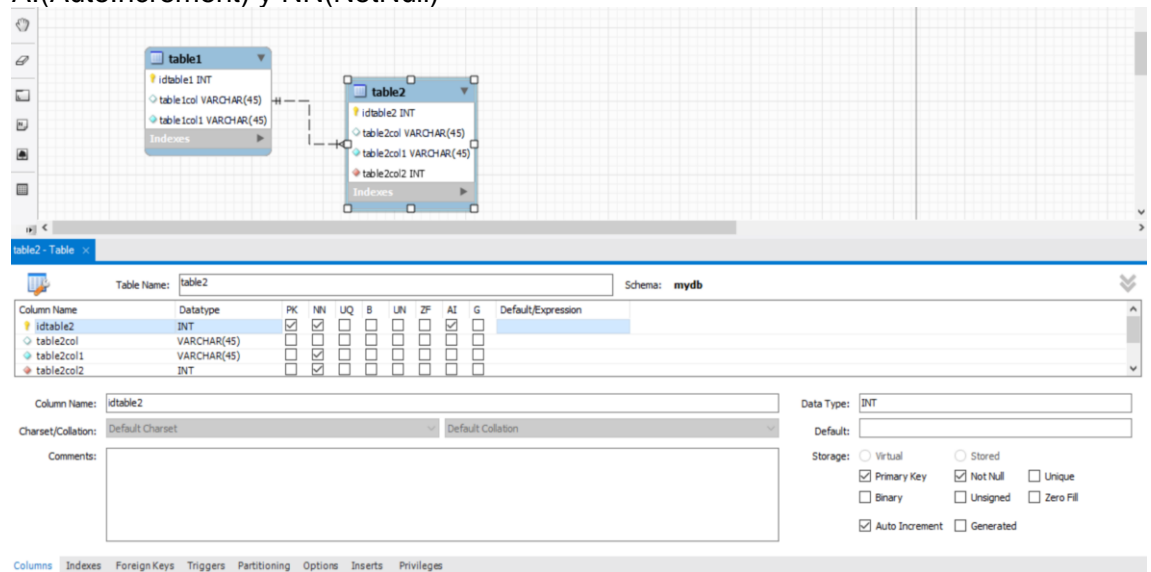 AI(AutoIncrement) y NN(NotNull)
table1
idtable1 INT
table1col VARCHAR(45)
table1col1 VARCHAR(45)
Indexes
table2
idtable2 INT
table2col VARCHAR(45)
table2col1 VARCHAR(45)
table2col2 INT
Indexes
table2 - Table
Table Name: table2 Schema: mydb
Column Name Datatype PK NN UQ B UN ZF AI G Default/Expression
idtable2 INT
table2col VARCHAR(45)
table2col1 VARCHAR(45)
table2col2 INT
Column Name: idtable2 Data Type: INT
Charset/Collation: Default Charset Default Collation Default:
Comments: Storage: Virtual Stored
Primary Key Not Null Unique
Binary Unsigned Zero Fill
Auto Increment Generated
Columns Indexes Foreign Keys Triggers Partitioning Options Inserts Privileges